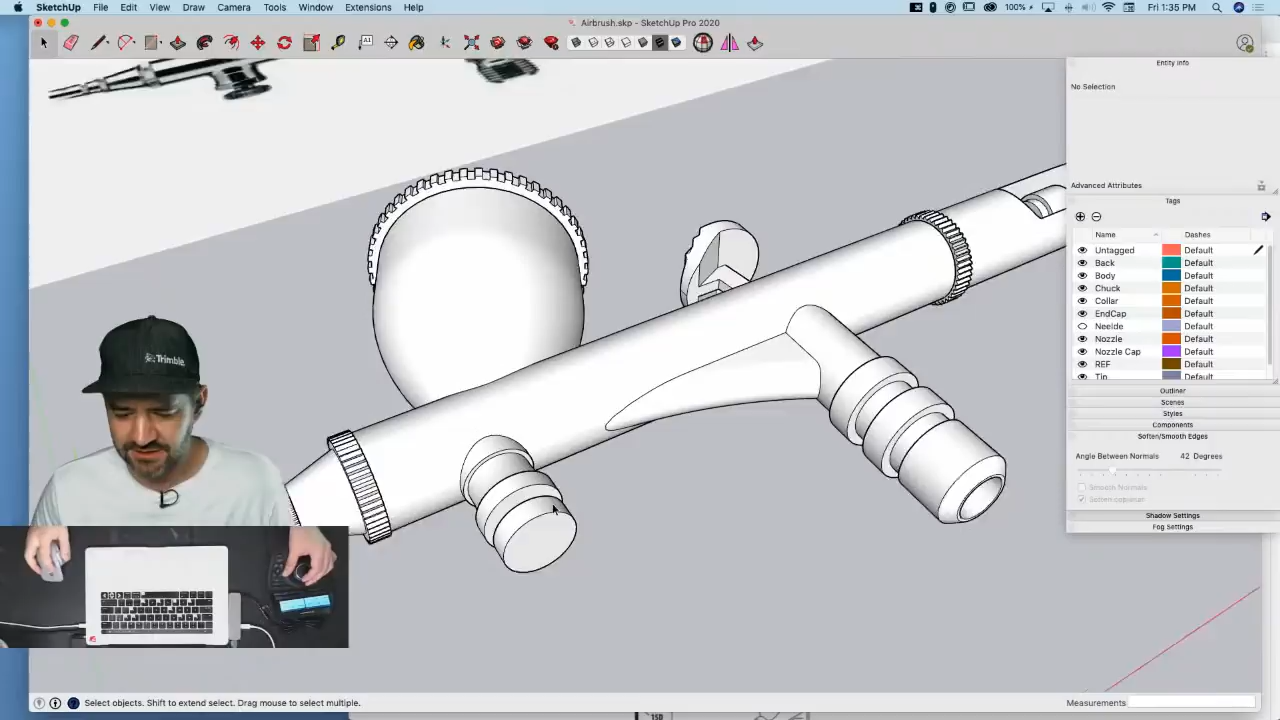 SketchUp File Edit View Draw Camera Tools Window Extensions Help 100% Fri 1:35 PM
Airbrush.skp - SketchUp Pro 2020
Entity Info
No Selection
Advanced Attributes
Tags
Name Dashes
Untagged Default
Back Default
Body Default
Chuck Default
Collar Default
EndCap Default
Neelde Default
Nozzle Default
Nozzle Cap Default
REF Default
Tip Default
Outliner
Scenes
Styles
Components
Soften/Smooth Edges
Angle Between Normals 42 Degrees
Smooth Normals
Soften coplanar
Shadow Settings
Fog Settings
Trimble
Select objects. Shift to extend select. Drag mouse to select multiple.
Measurements